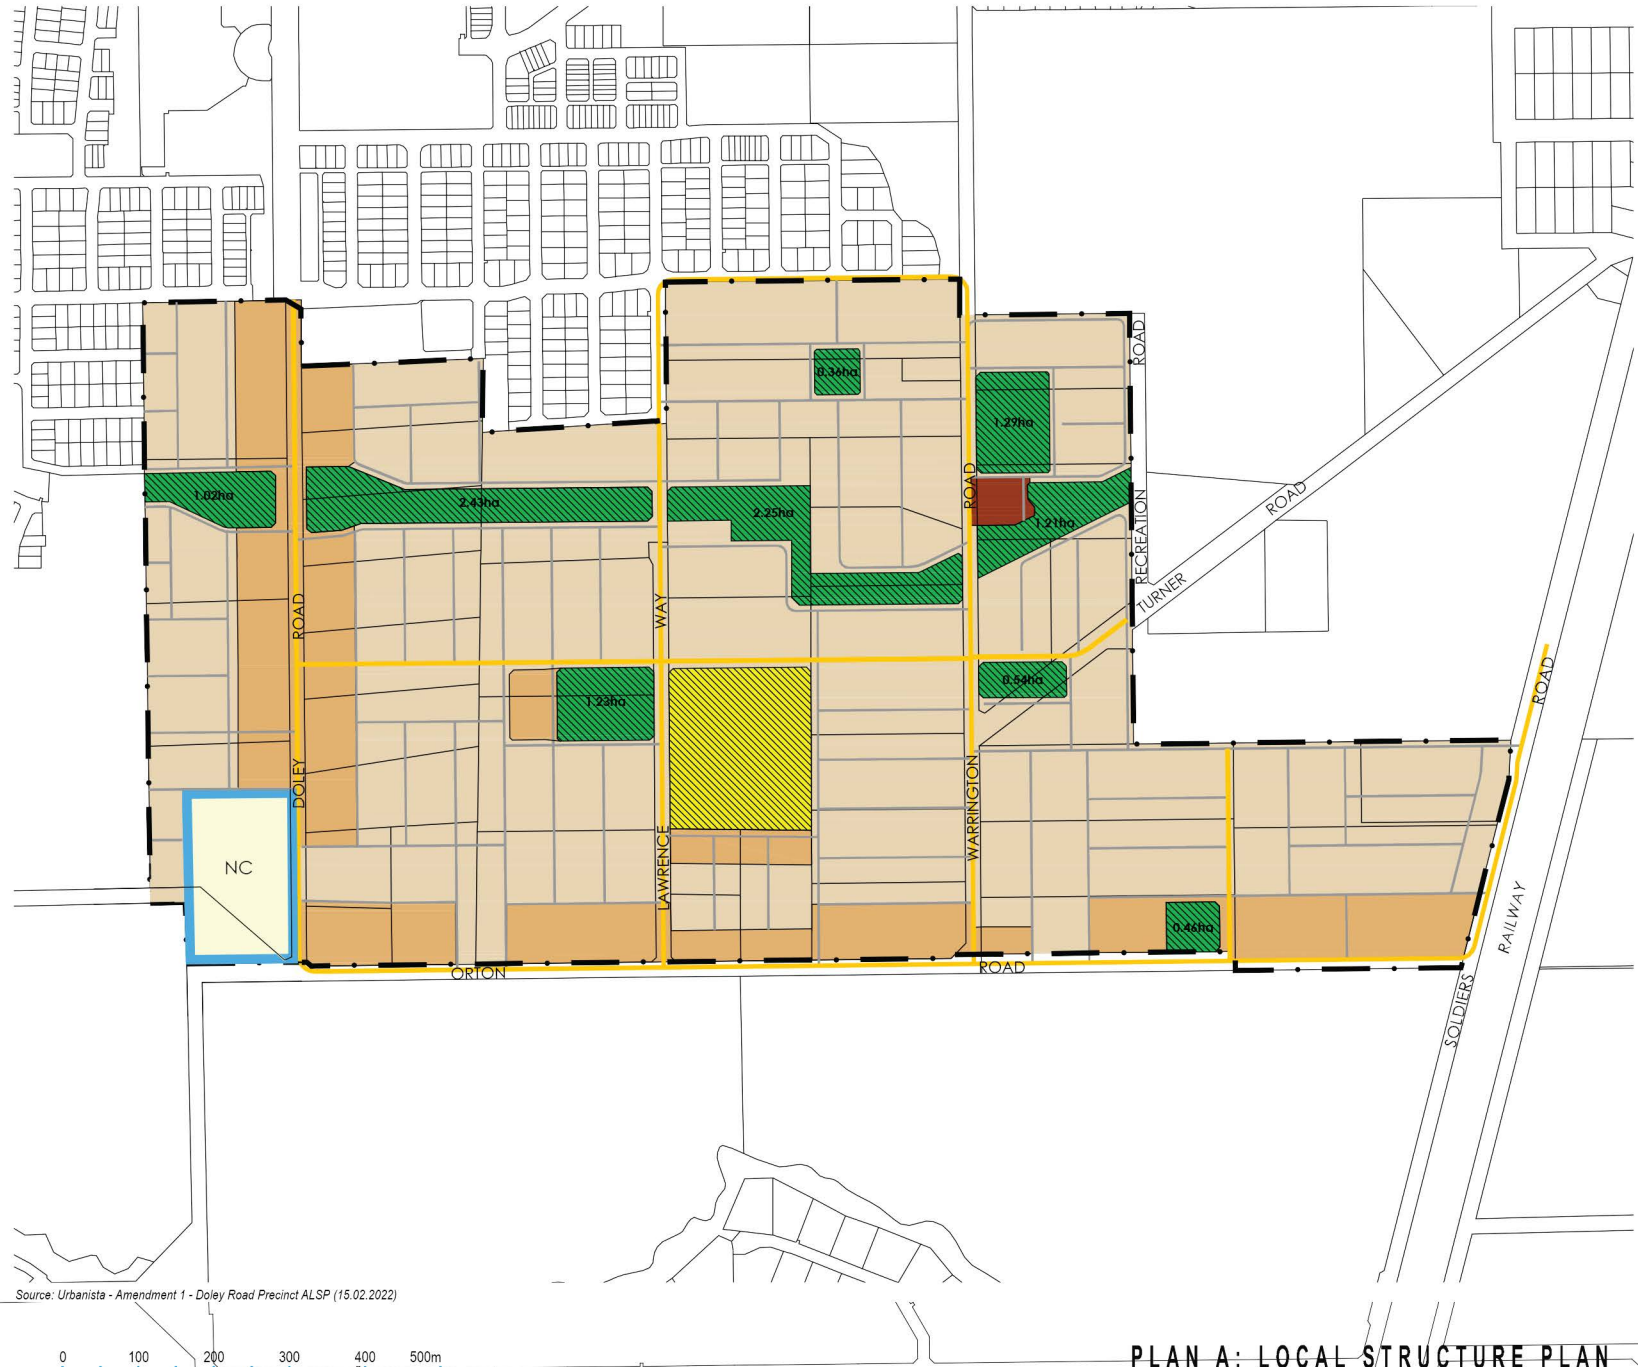 ROAD
0.36ha
1.29ha
ROAD
1.02ha
2.43ha
2.25ha
1.21ha
RECREATION
ROAD
TURNER
ROAD
WAY
0.54ha
ROAD
1.23ha
DOLEY
WARRINGTON
LAWRENCE
NC
0.46ha
RAILWAY
ORTON
ROAD
SOLDIERS
Source: Urbanista - Amendment 1 - Doley Road Precinct ALSP (15.02.2022)
0 100 200 300 400 500m
PLAN A: LOCAL STRUCTURE PLAN